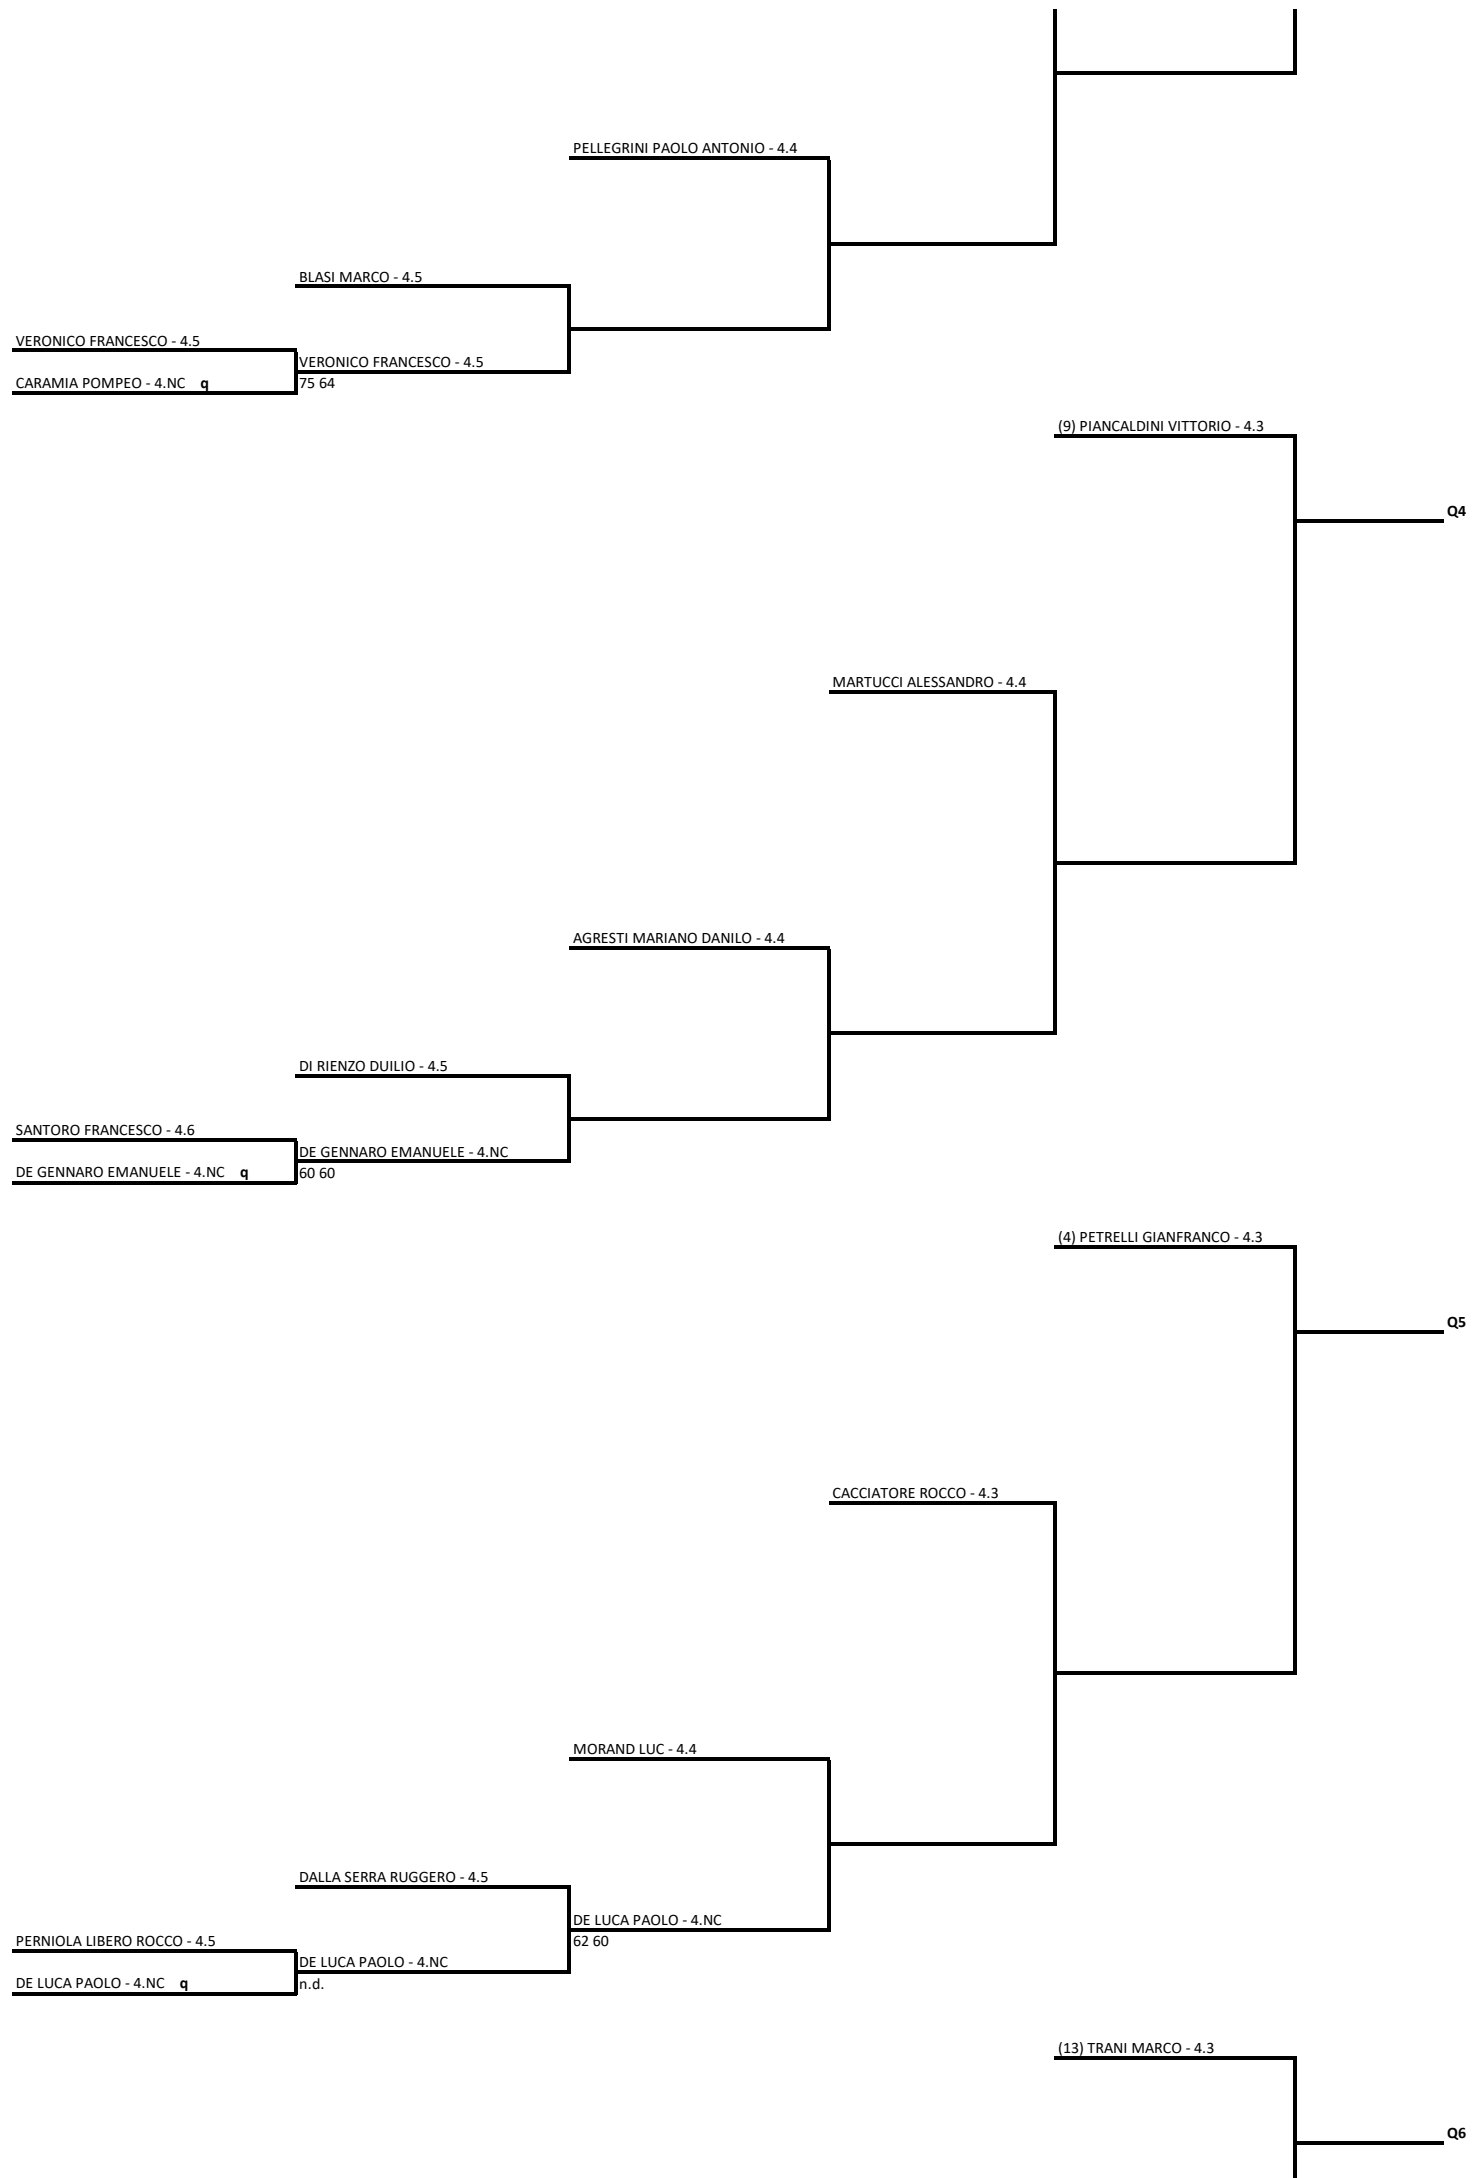 PELLEGRINI PAOLO ANTONIO - 4.4
BLASI MARCO - 4.5
VERONICO FRANCESCO - 4.5
VERONICO FRANCESCO - 4.5
CARAMIA POMPEO - 4.NC q
75 64
(9) PIANCALDINI VITTORIO - 4.3
Q4
MARTUCCI ALESSANDRO - 4.4
AGRESTI MARIANO DANILO - 4.4
DI RIENZO DUILIO - 4.5
SANTORO FRANCESCO - 4.6
DE GENNARO EMANUELE - 4.NC
DE GENNARO EMANUELE - 4.NC q
60 60
(4) PETRELLI GIANFRANCO - 4.3
Q5
CACCIATORE ROCCO - 4.3
MORAND LUC - 4.4
DALLA SERRA RUGGERO - 4.5
DE LUCA PAOLO - 4.NC
PERNIOLA LIBERO ROCCO - 4.5
62 60
DE LUCA PAOLO - 4.NC
DE LUCA PAOLO - 4.NC q
n.d.
(13) TRANI MARCO - 4.3
Q6